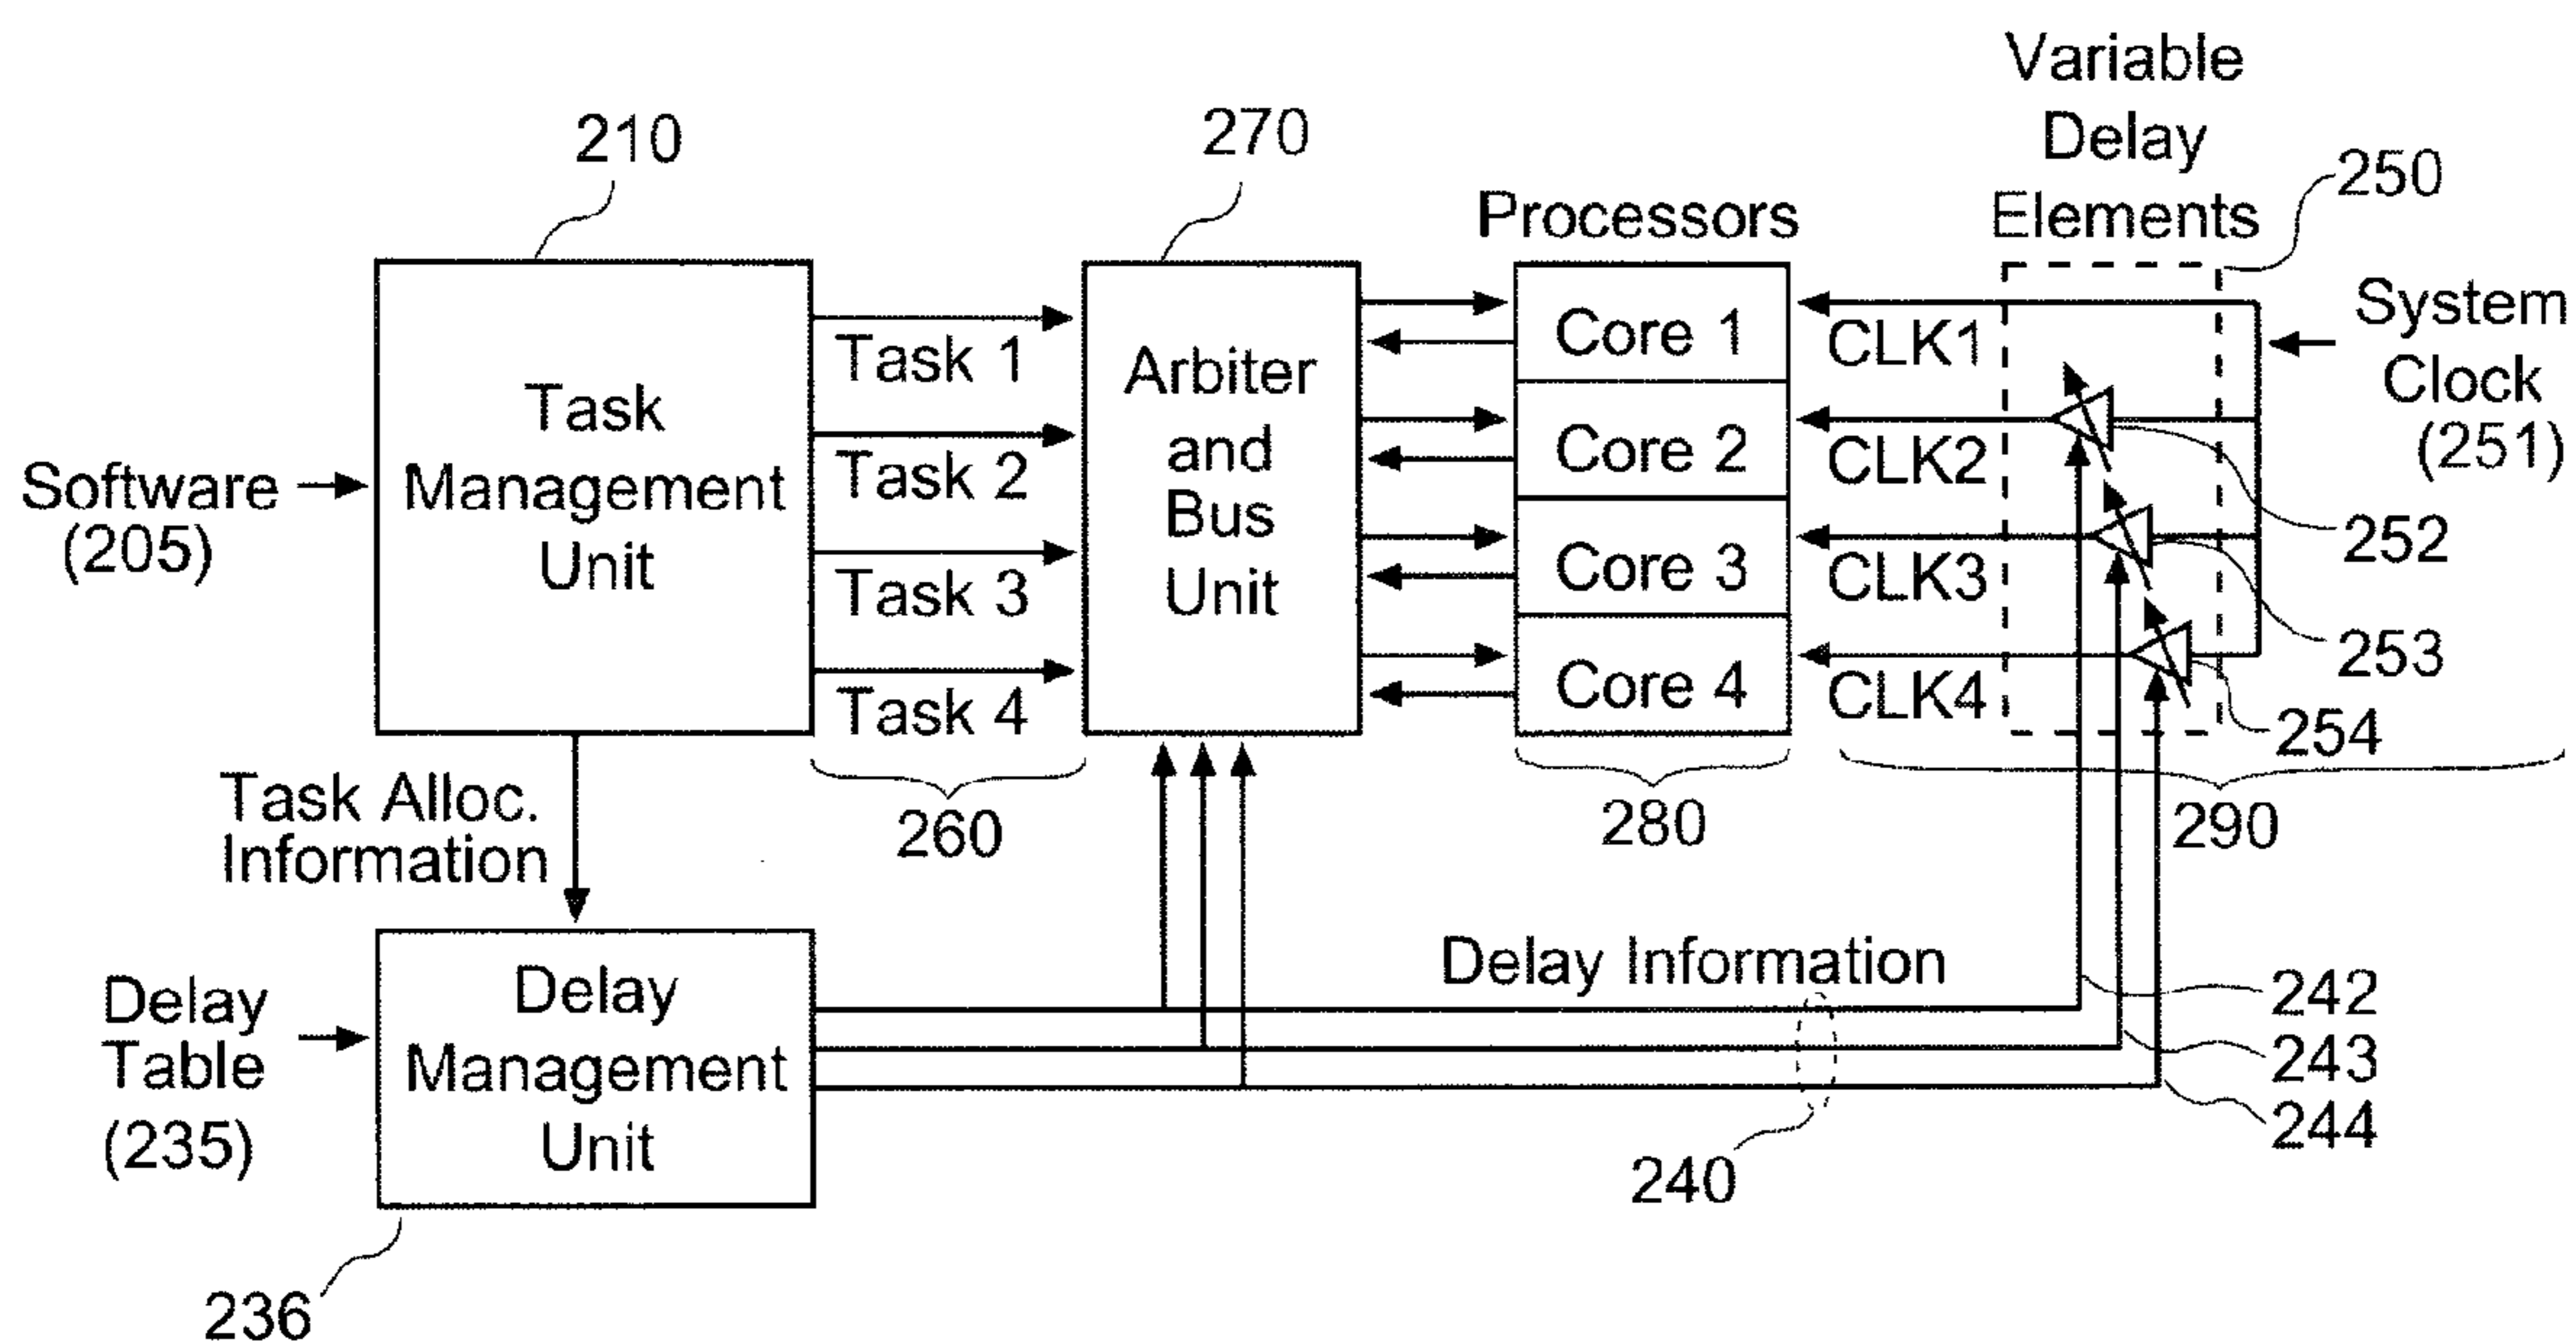 Variable
Delay
Elements
210
270
250
Processors
System
Clock
(251)
Software
(205)
Task
Management
Unit
Task 1
Task 2
Task 3
Task 4
Arbiter
and
Bus
Unit
Core 1
Core 2
Core 3
Core 4
CLK1
CLK2
CLK3
CLK4
252
253
254
260
280
290
Task Alloc.
Information
Delay
Table
(235)
Delay
Management
Unit
Delay Information
242
243
244
240
236